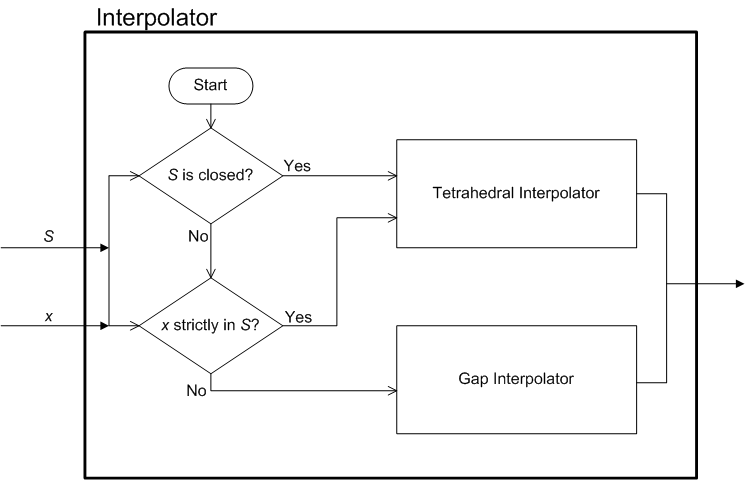 Interpolator
Start
S is closed?
Yes
Tetrahedral Interpolator
No
S
x
x strictly in S?
Yes
Gap Interpolator
No